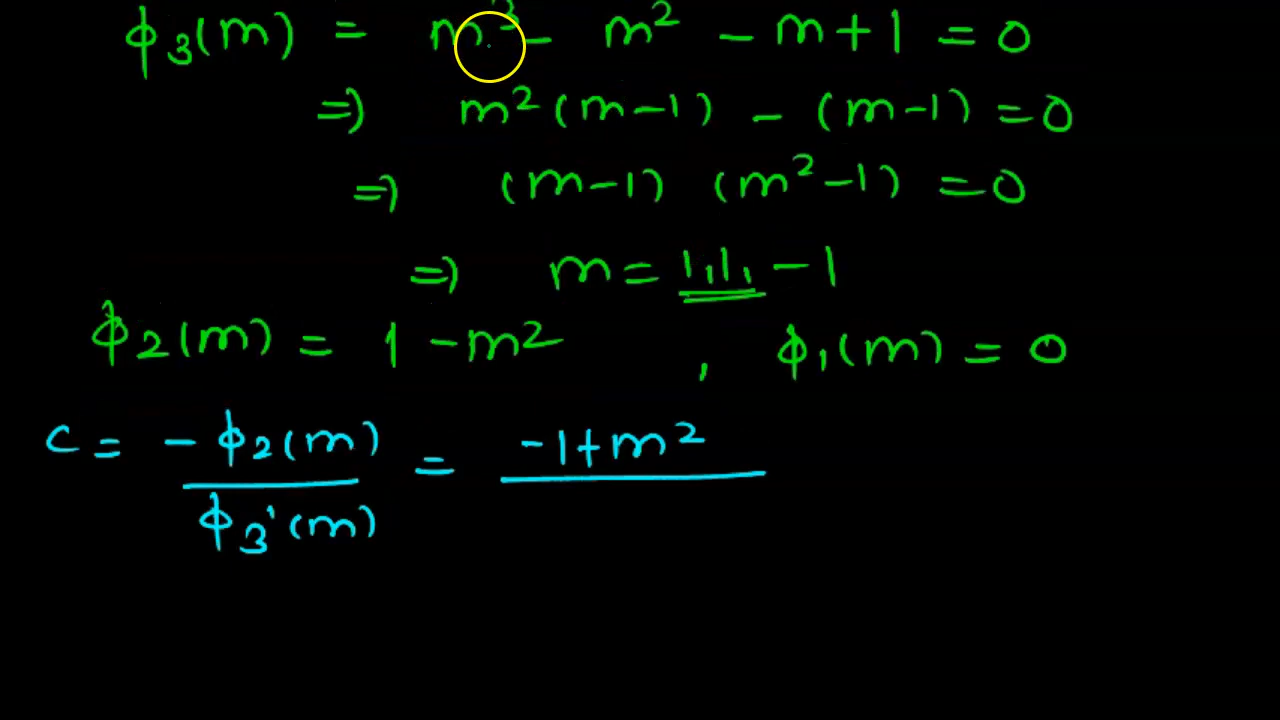 ϕ₃(m) = m³ - m² - m + 1 = 0
⇒ m²(m-1) - (m-1) = 0
⇒ (m-1) (m²-1) = 0
⇒ m = 1, 1, -1
ϕ₂(m) = 1 - m² , ϕ₁(m) = 0
c = -ϕ₂(m) / ϕ₃'(m) = -1+m²